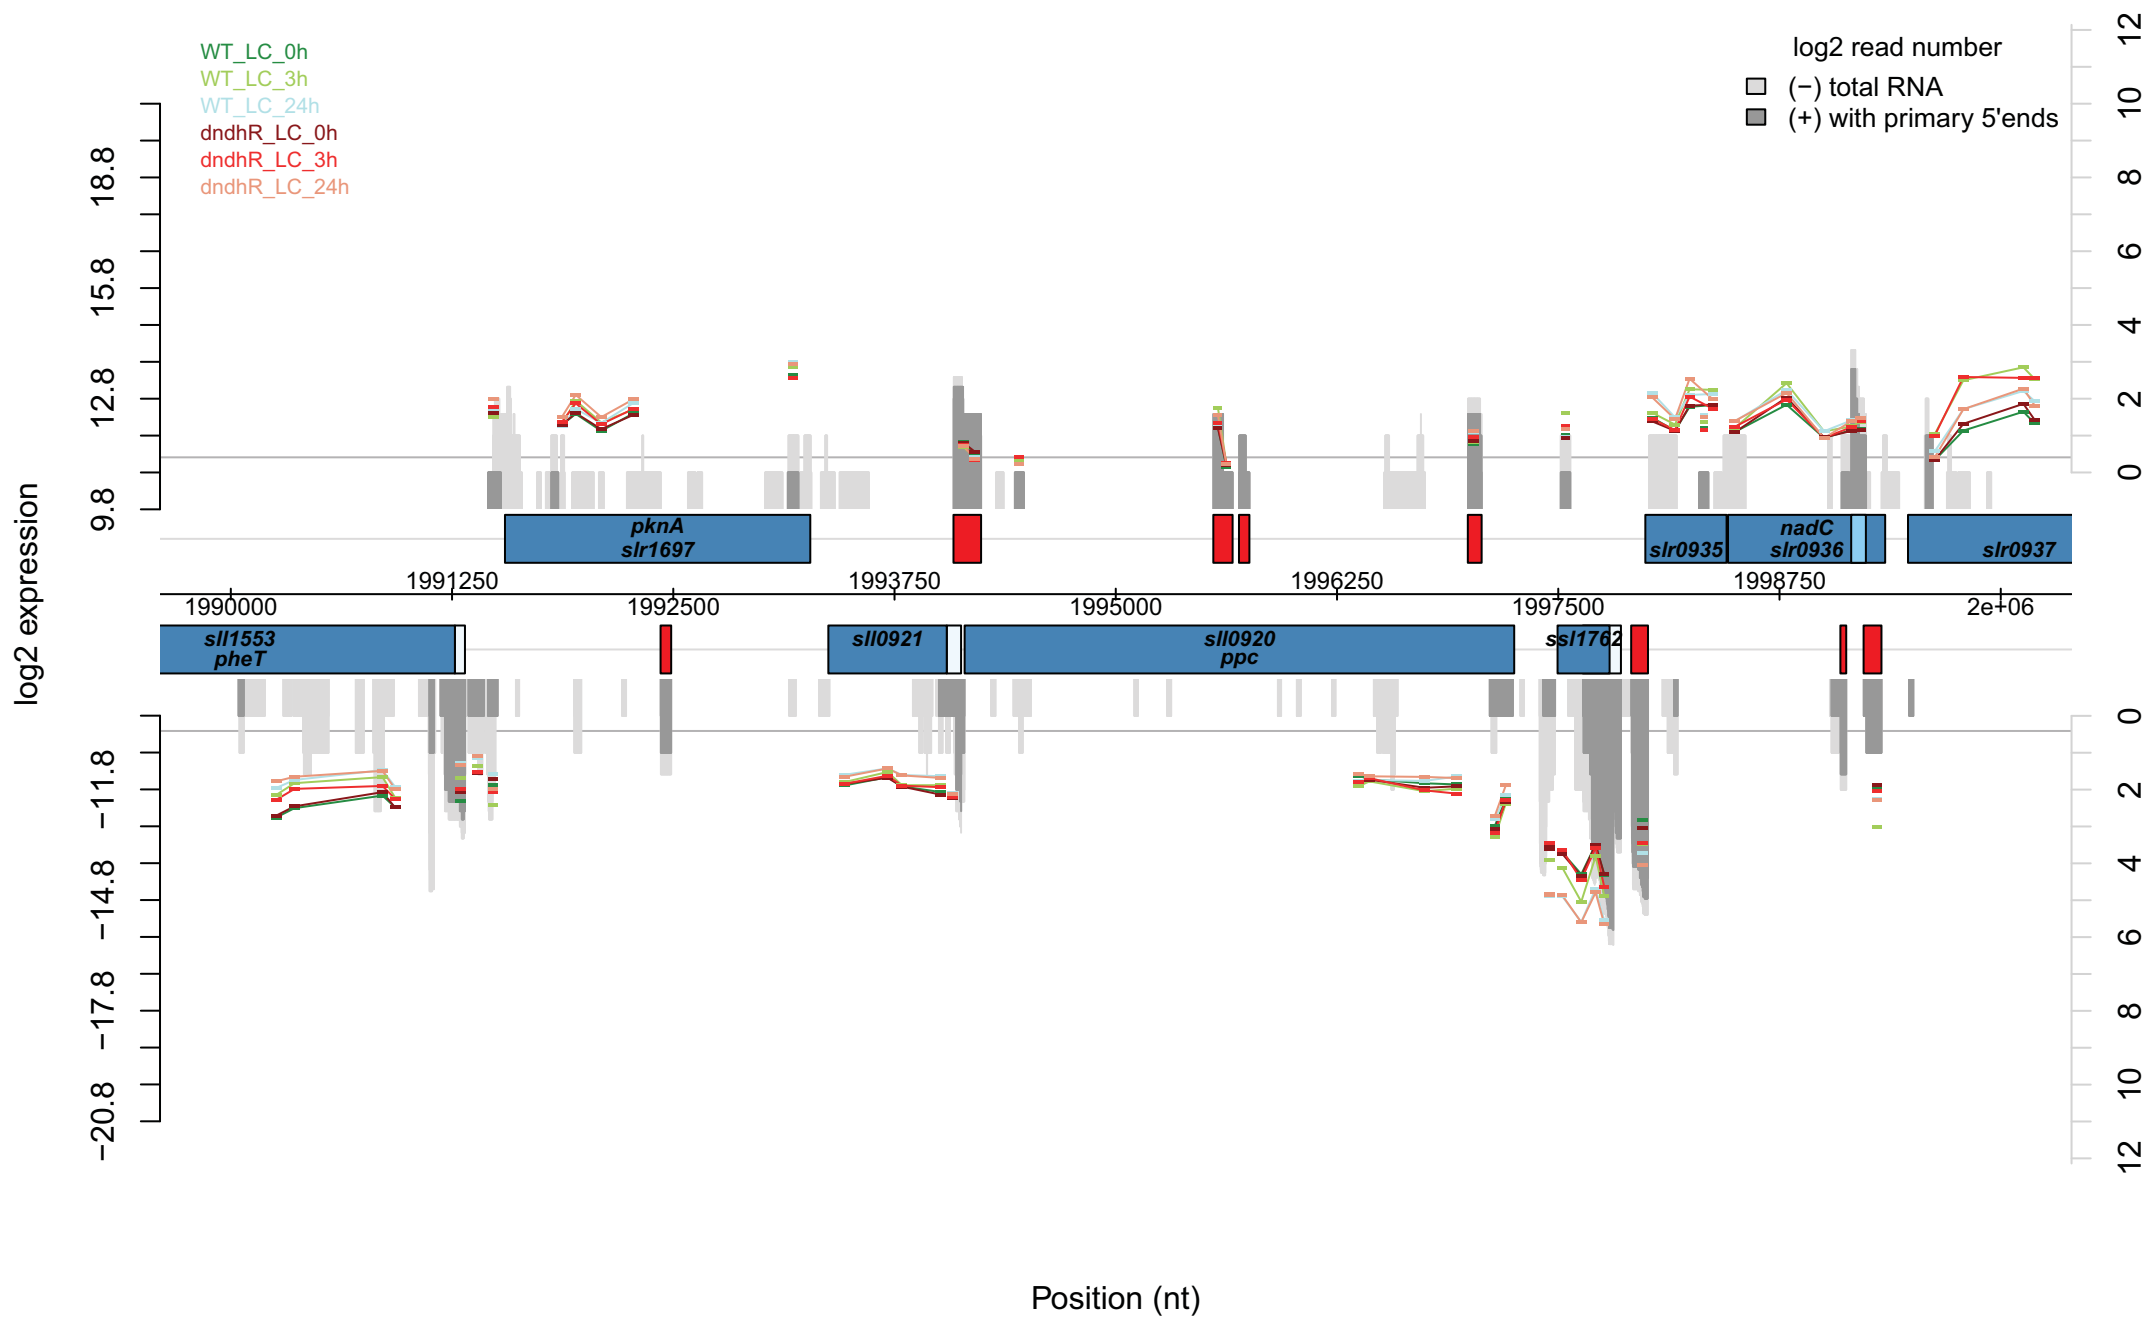 WT_LC_0h
WT_LC_3h
WT_LC_24h
dndhR_LC_0h
dndhR_LC_3h
dndhR_LC_24h
log2 read number
(−) total RNA
(+) with primary 5'ends
18.8
15.8
12.8
9.8
12
10
8
6
4
2
0
log2 expression
pknA
slr1697
slr0935
nadC
slr0936
slr0937
1991250
1993750
1996250
1998750
1990000
1992500
1995000
1997500
2e+06
sll1553
pheT
sll0921
sll0920
ppc
ssl1762
−11.8
−14.8
−17.8
−20.8
0
2
4
6
8
10
12
Position (nt)